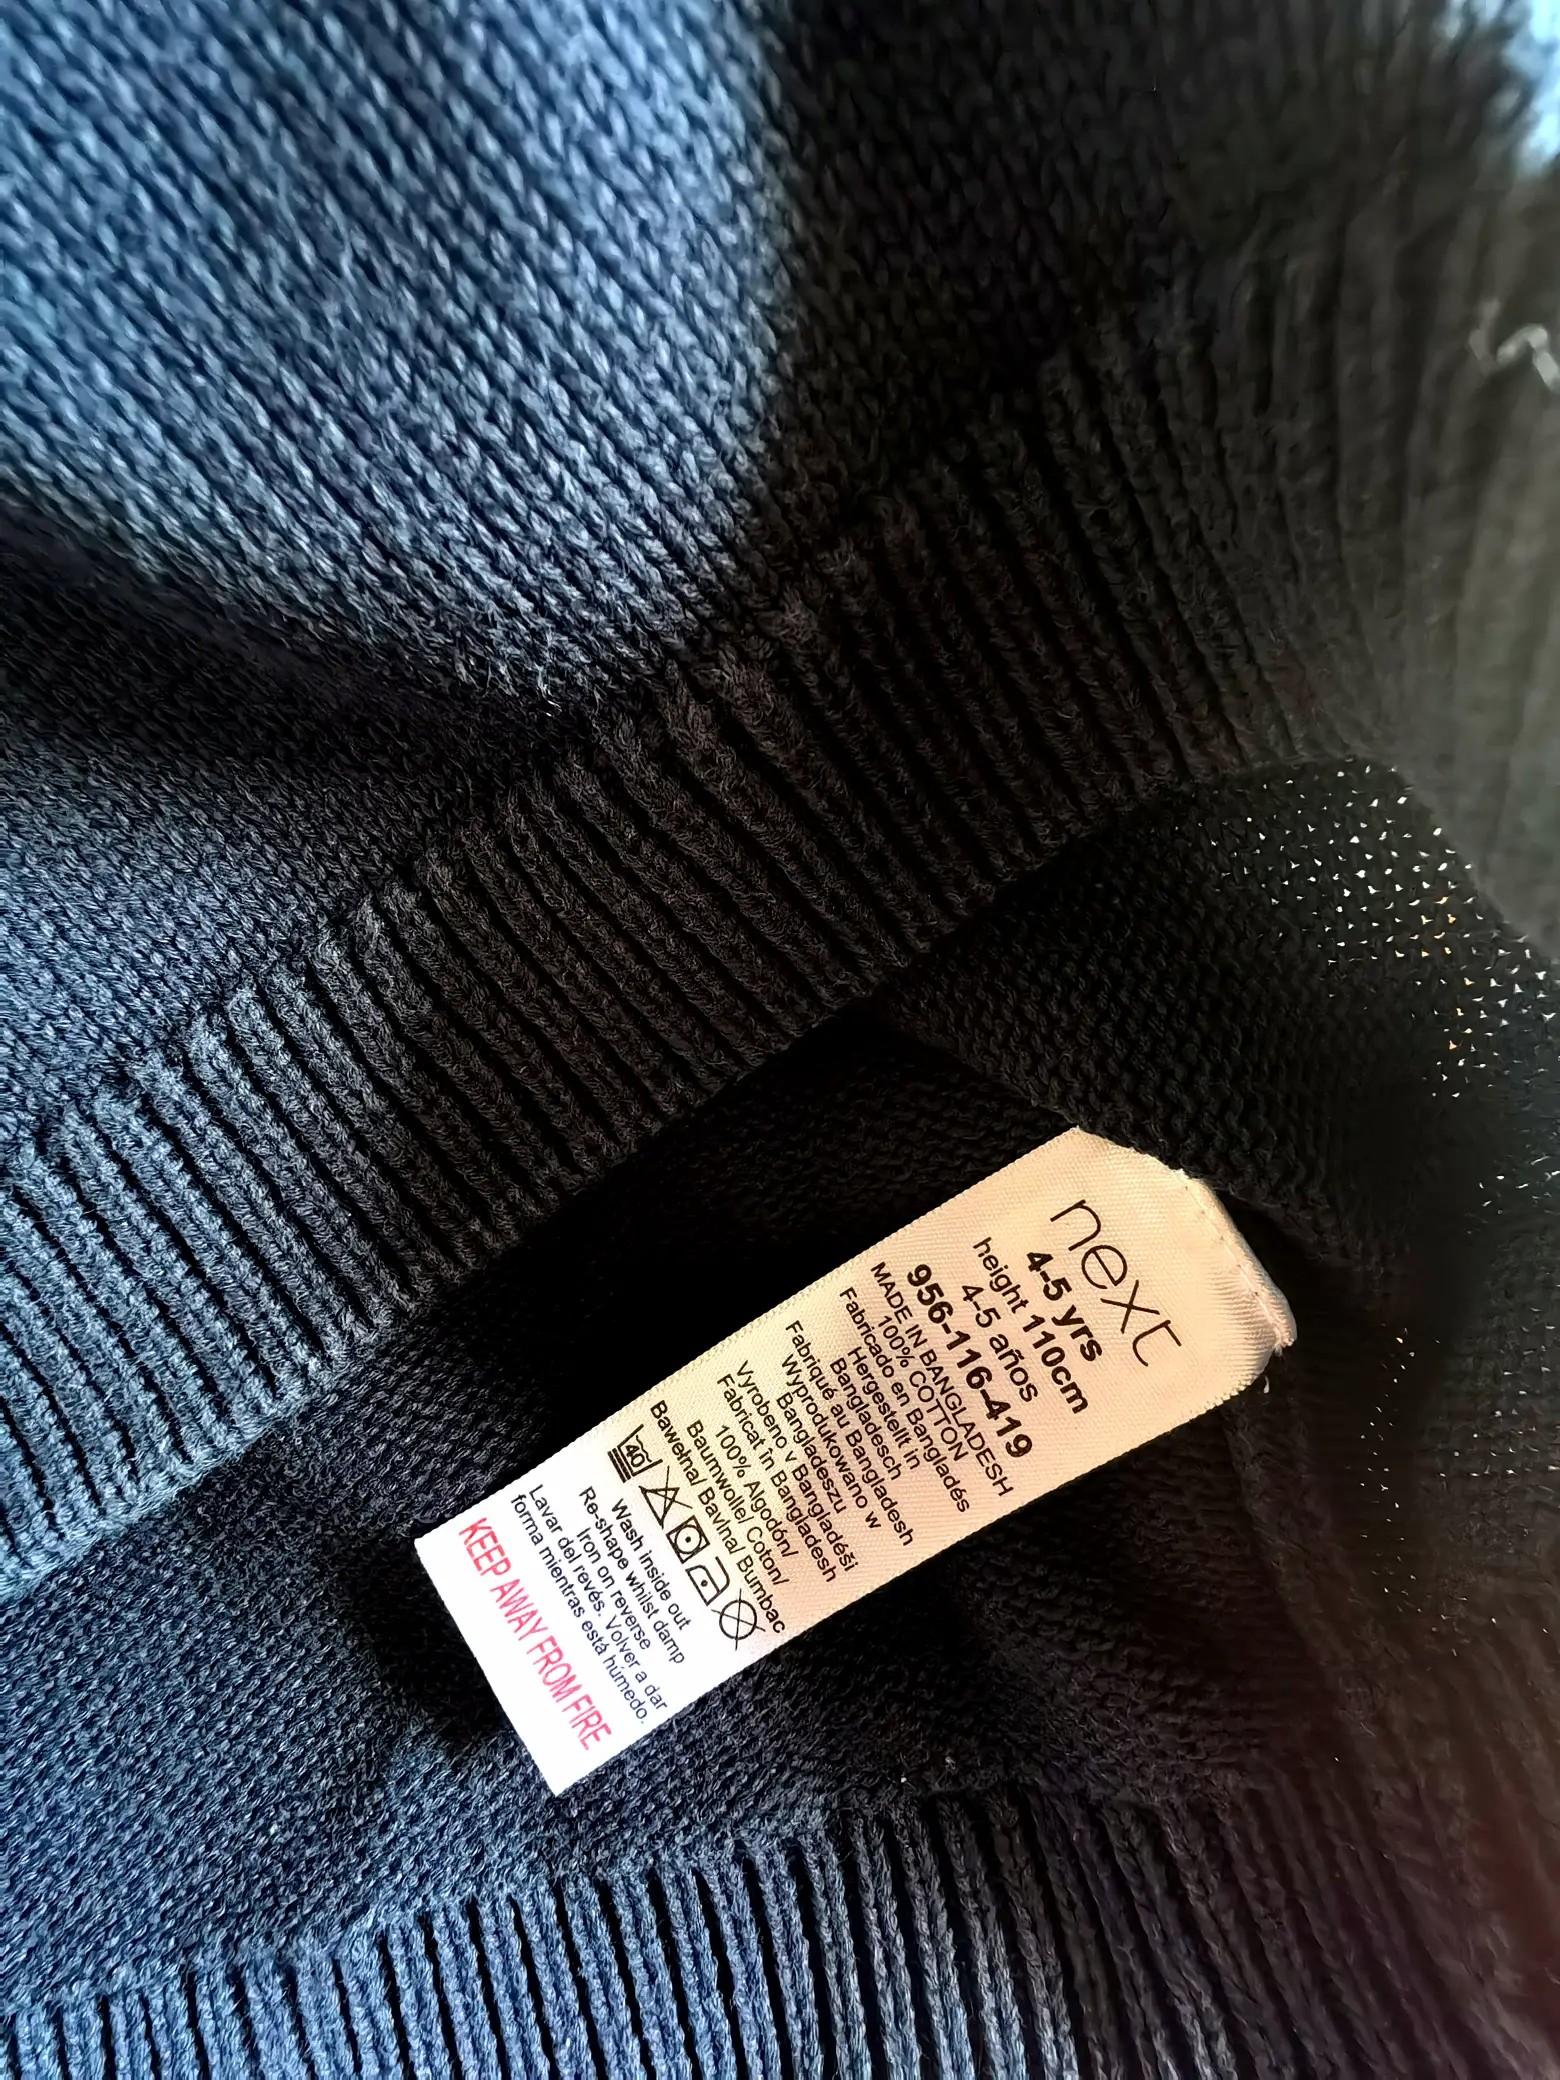 next
4-5 yrs
height 110cm
4-5 años
956-116-419
MADE IN BANGLADESH
100% COTTON
Fabricado en Bangladés
Hergestellt in
Bangladesch
Fabriqué au Bangladesh
Wyprodukowano w
Bangladeszu
Vyrobeno v Bangladéši
Fabricat în Bangladesh
100% Algodón/
Baumwolle/ Coton/
Bawełna/ Bavlna/ Bumbac
40
Wash inside out
Re-shape whilst damp
Iron on reverse
Lavar del revés. Volver a dar
forma mientras está húmedo.
KEEP AWAY FROM FIRE